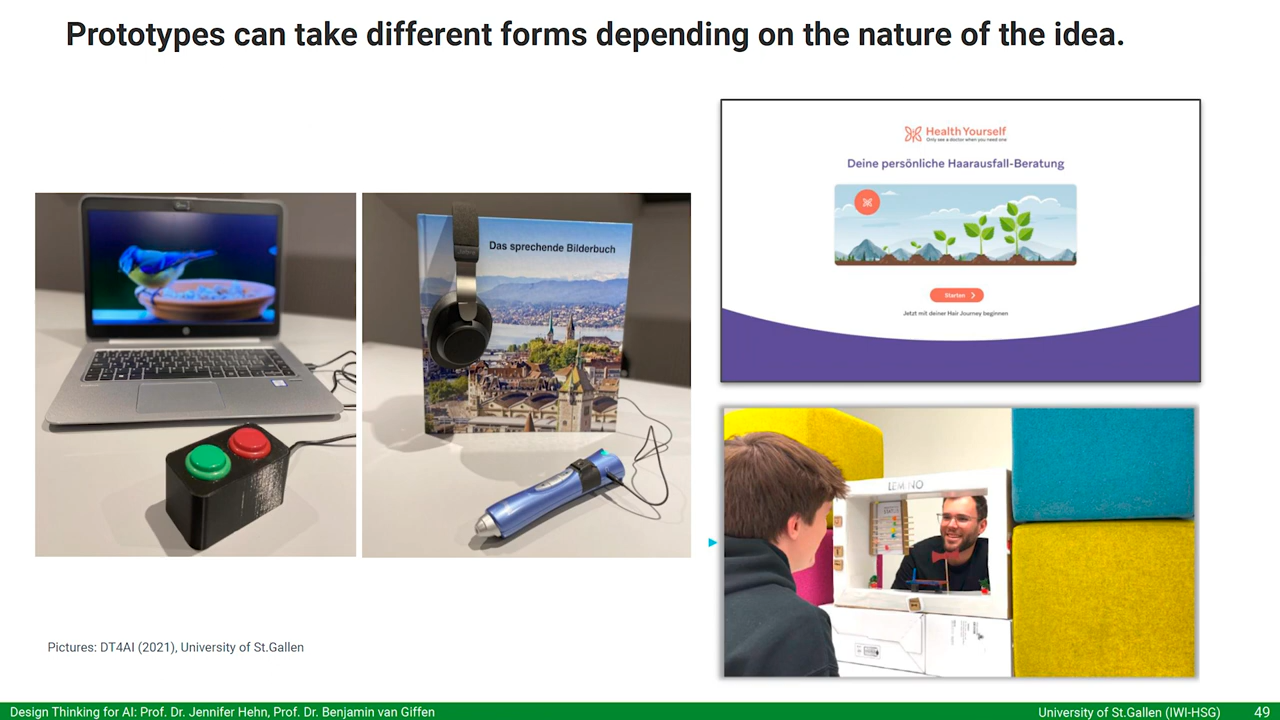 Prototypes can take different forms depending on the nature of the idea.
Das sprechende Bilderbuch
Health Yourself
Only see a doctor when you need one
Deine persönliche Haarausfall-Beratung
Starten
Jetzt mit deiner Hair Journey beginnen
LEMINO
Pictures: DT4AI (2021), University of St.Gallen
Design Thinking for AI: Prof. Dr. Jennifer Hehn, Prof. Dr. Benjamin van Giffen
University of St.Gallen (IWI-HSG)
49